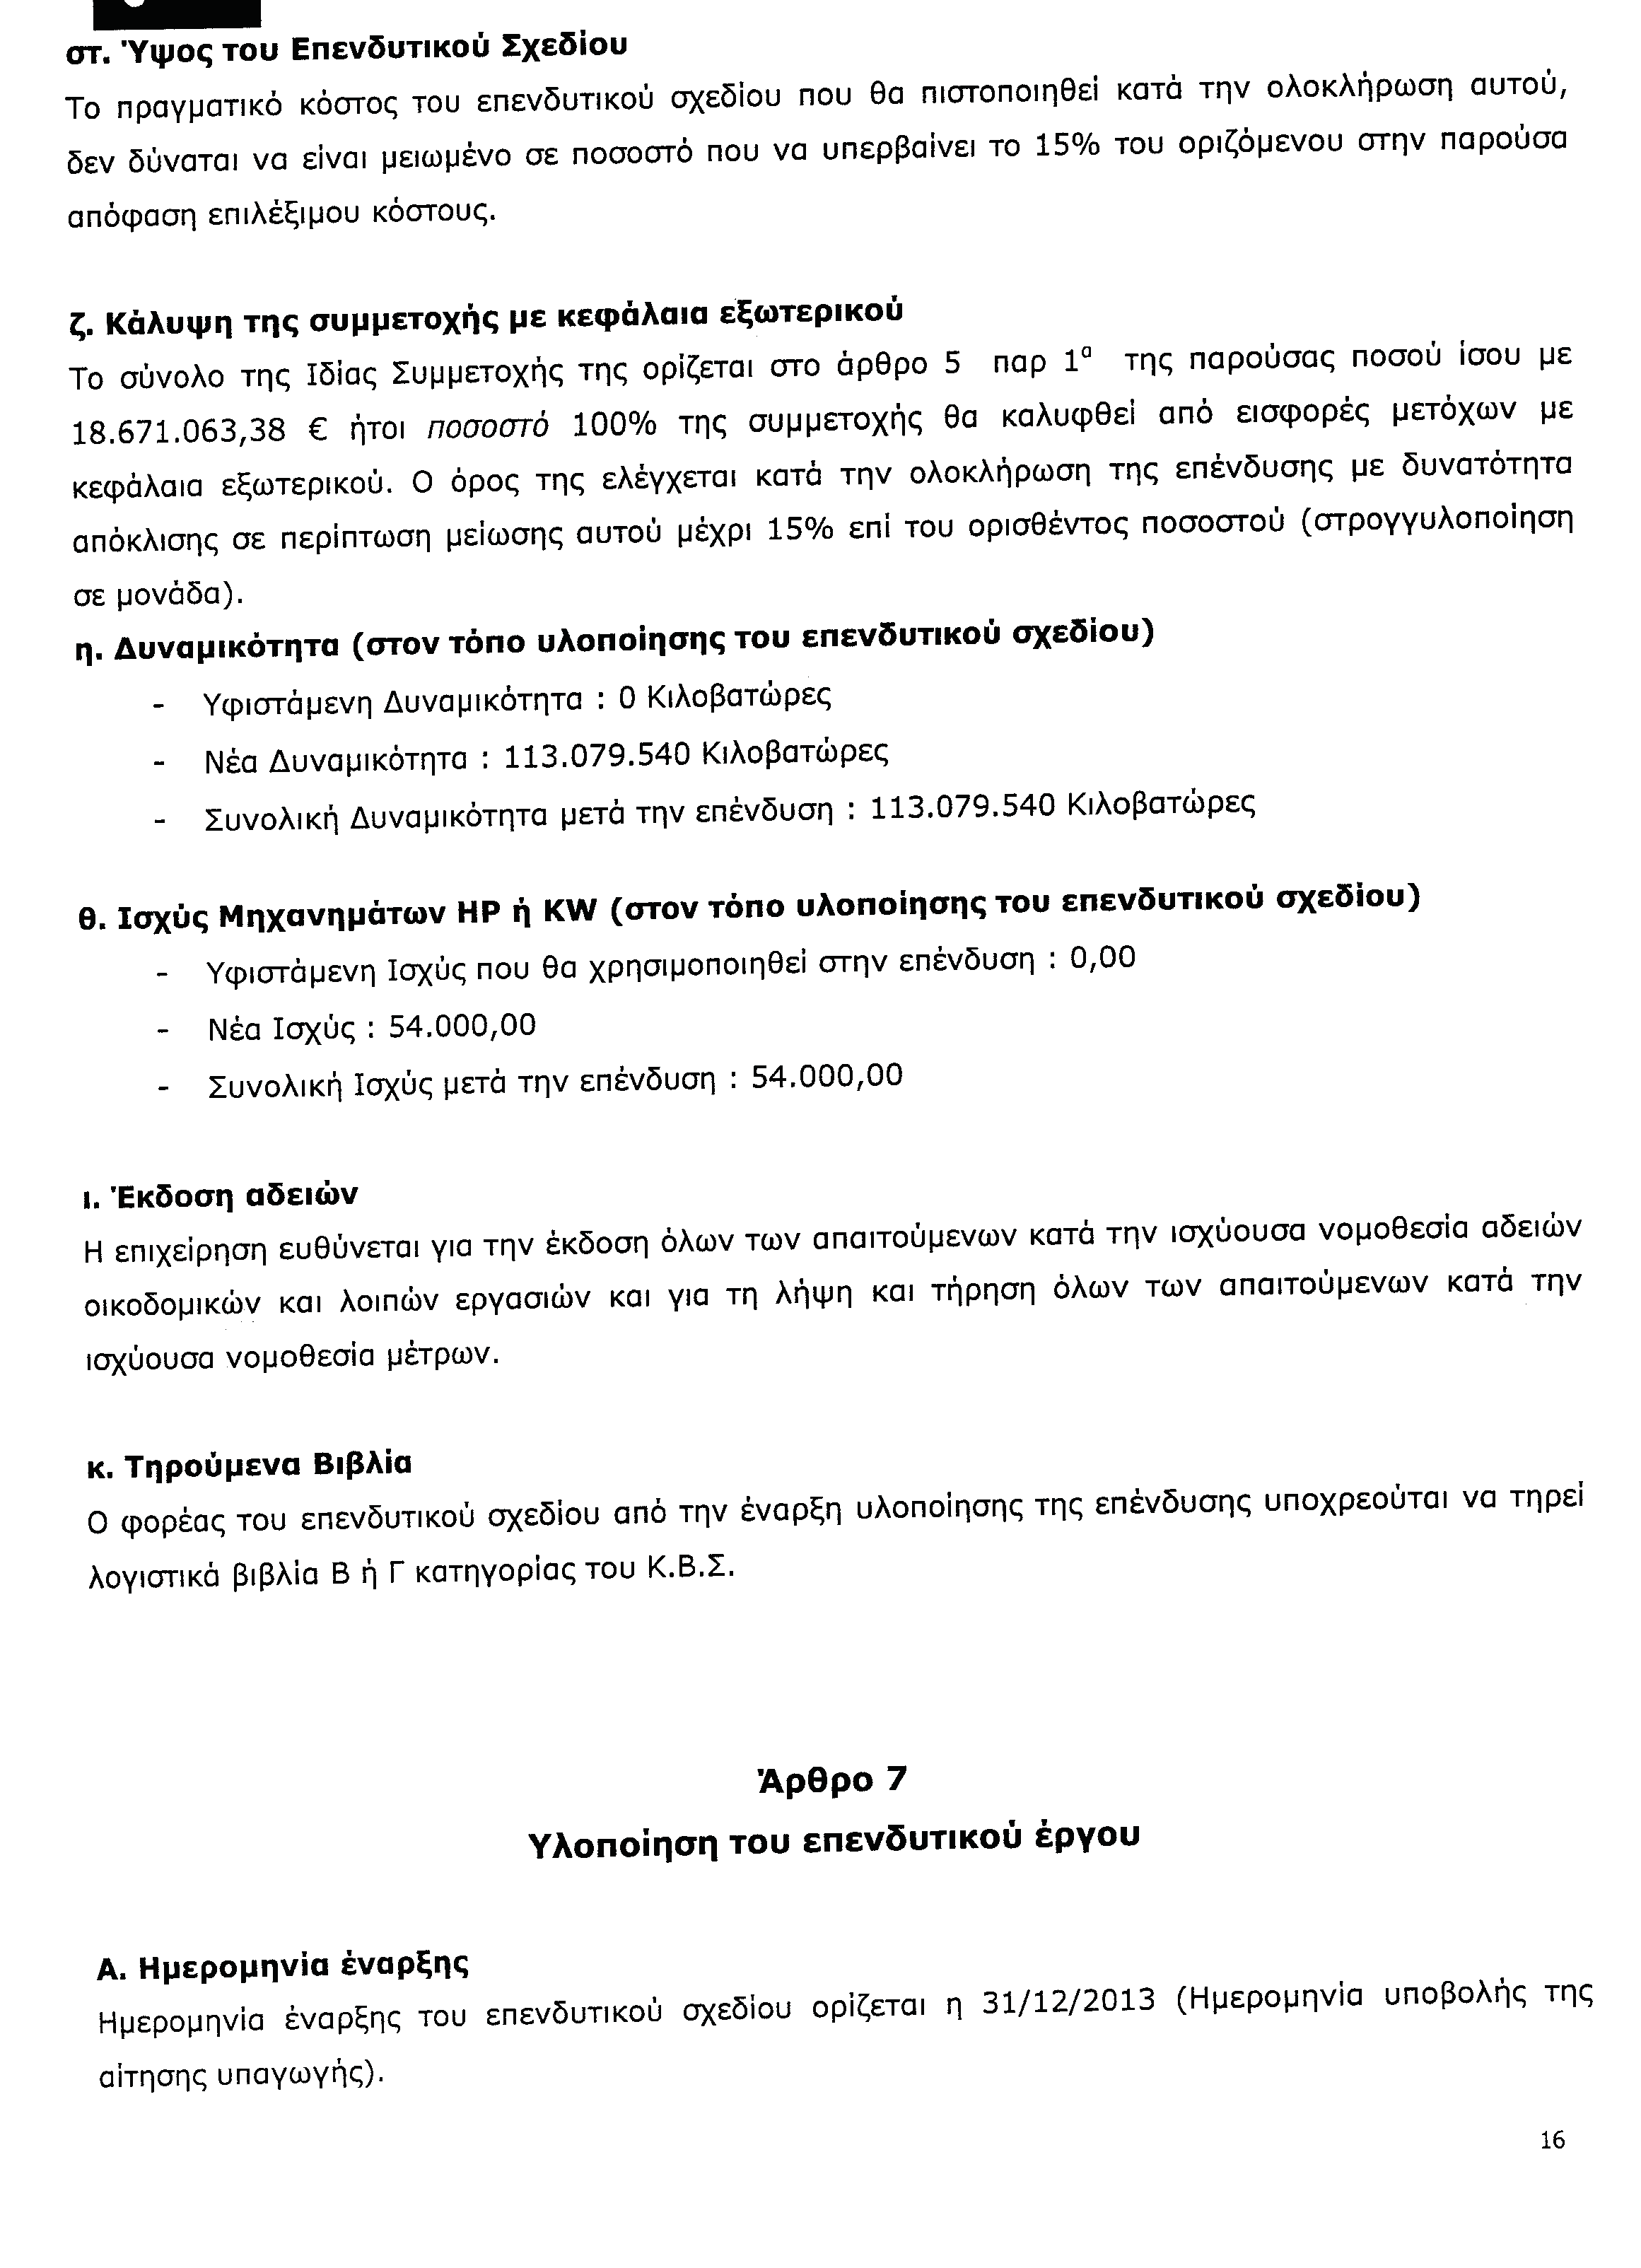 στ. Ύψος του Επενδυτικού Σχεδίου
Το πραγματικό κόστος του επενδυτικού σχεδίου που θα πιστοποιηθεί κατά την ολοκλήρωση αυτού,
δεν δύναται να είναι μειωμένο σε ποσοστό που να υπερβαίνει το 15% του οριζόμενου στην παρούσα
απόφαση επιλέξιμου κόστους.
ζ. Κάλυψη της συμμετοχής με κεφάλαια εξωτερικού
Το σύνολο της Ιδίας Συμμετοχής της ορίζεται στο άρθρο 5 παρ 1α της παρούσας ποσού ίσου με
18.671.063,38 € ήτοι ποσοστό 100% της συμμετοχής θα καλυφθεί από εισφορές μετόχων με
κεφάλαια εξωτερικού. Ο όρος της ελέγχεται κατά την ολοκλήρωση της επένδυσης με δυνατότητα
απόκλισης σε περίπτωση μείωσης αυτού μέχρι 15% επί του ορισθέντος ποσοστού (στρογγυλοποίηση
σε μονάδα).
η. Δυναμικότητα (στον τόπο υλοποίησης του επενδυτικού σχεδίου)
- Υφιστάμενη Δυναμικότητα : 0 Κιλοβατώρες
- Νέα Δυναμικότητα : 113.079.540 Κιλοβατώρες
- Συνολική Δυναμικότητα μετά την επένδυση : 113.079.540 Κιλοβατώρες
θ. Ισχύς Μηχανημάτων HP ή KW (στον τόπο υλοποίησης του επενδυτικού σχεδίου)
- Υφιστάμενη Ισχύς που θα χρησιμοποιηθεί στην επένδυση : 0,00
- Νέα Ισχύς : 54.000,00
- Συνολική Ισχύς μετά την επένδυση : 54.000,00
ι. Έκδοση αδειών
Η επιχείρηση ευθύνεται για την έκδοση όλων των απαιτούμενων κατά την ισχύουσα νομοθεσία αδειών
οικοδομικών και λοιπών εργασιών και για τη λήψη και τήρηση όλων των απαιτούμενων κατά την
ισχύουσα νομοθεσία μέτρων.
κ. Τηρούμενα Βιβλία
Ο φορέας του επενδυτικού σχεδίου από την έναρξη υλοποίησης της επένδυσης υποχρεούται να τηρεί
λογιστικά βιβλία Β ή Γ κατηγορίας του Κ.Β.Σ.
Άρθρο 7
Υλοποίηση του επενδυτικού έργου
Α. Ημερομηνία έναρξης
Ημερομηνία έναρξης του επενδυτικού σχεδίου ορίζεται η 31/12/2013 (Ημερομηνία υποβολής της
αίτησης υπαγωγής).
16